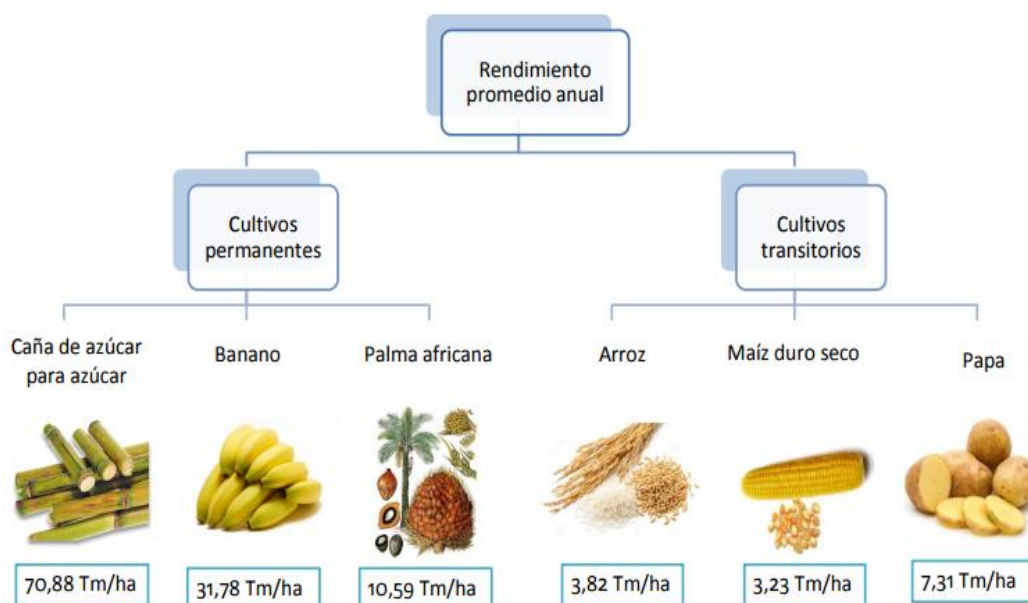 Rendimiento
promedio anual
Cultivos
permanentes
Cultivos
transitorios
Caña de azúcar
para azúcar
Banano
Palma africana
Arroz
Maíz duro seco
Papa
70,88 Tm/ha
31,78 Tm/ha
10,59 Tm/ha
3,82 Tm/ha
3,23 Tm/ha
7,31 Tm/ha